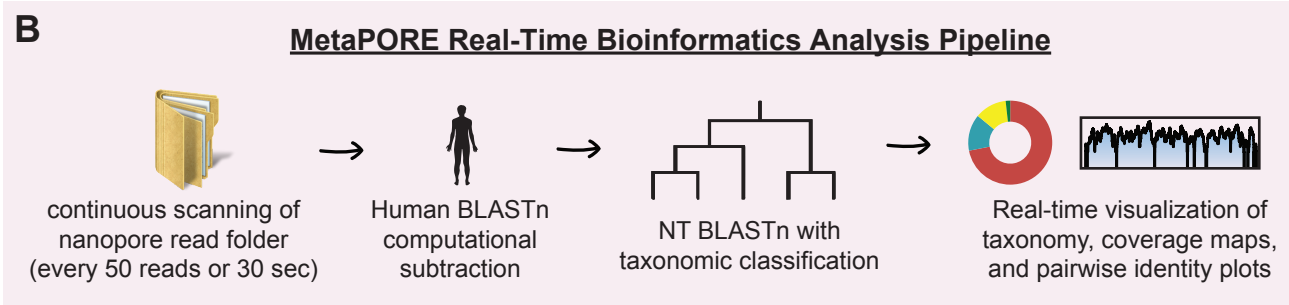 B
MetaPORE Real-Time Bioinformatics Analysis Pipeline
continuous scanning of
nanopore read folder
(every 50 reads or 30 sec)
Human BLASTn
computational
subtraction
NT BLASTn with
taxonomic classification
Real-time visualization of
taxonomy, coverage maps,
and pairwise identity plots